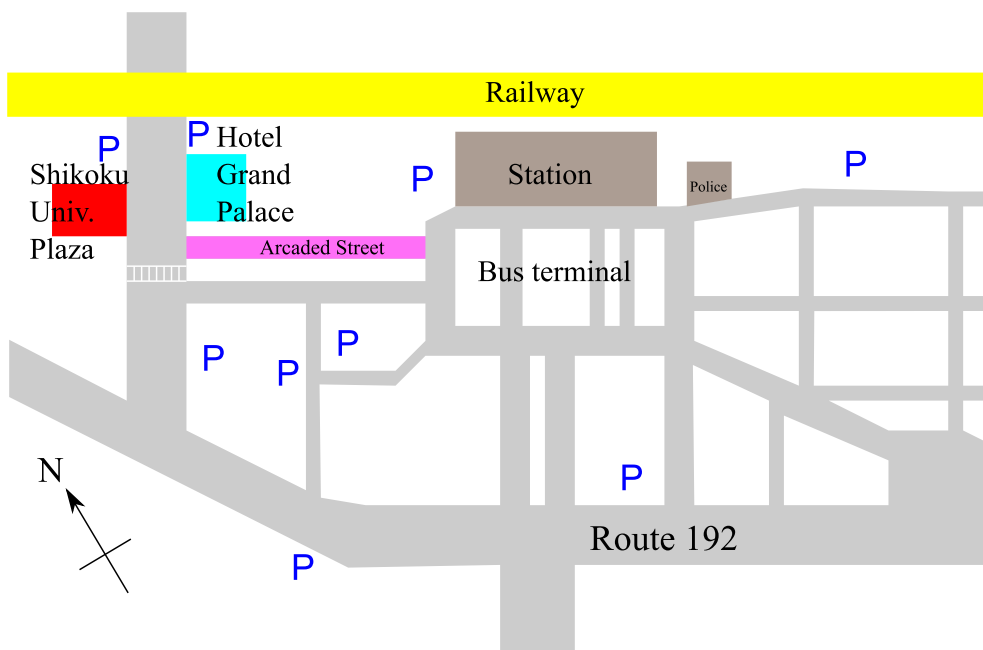 Railway
P
P
Hotel
Grand
Palace
Shikoku
Univ.
Plaza
P
Station
Police
P
Arcaded Street
Bus terminal
P
P
P
N
P
Route 192
P